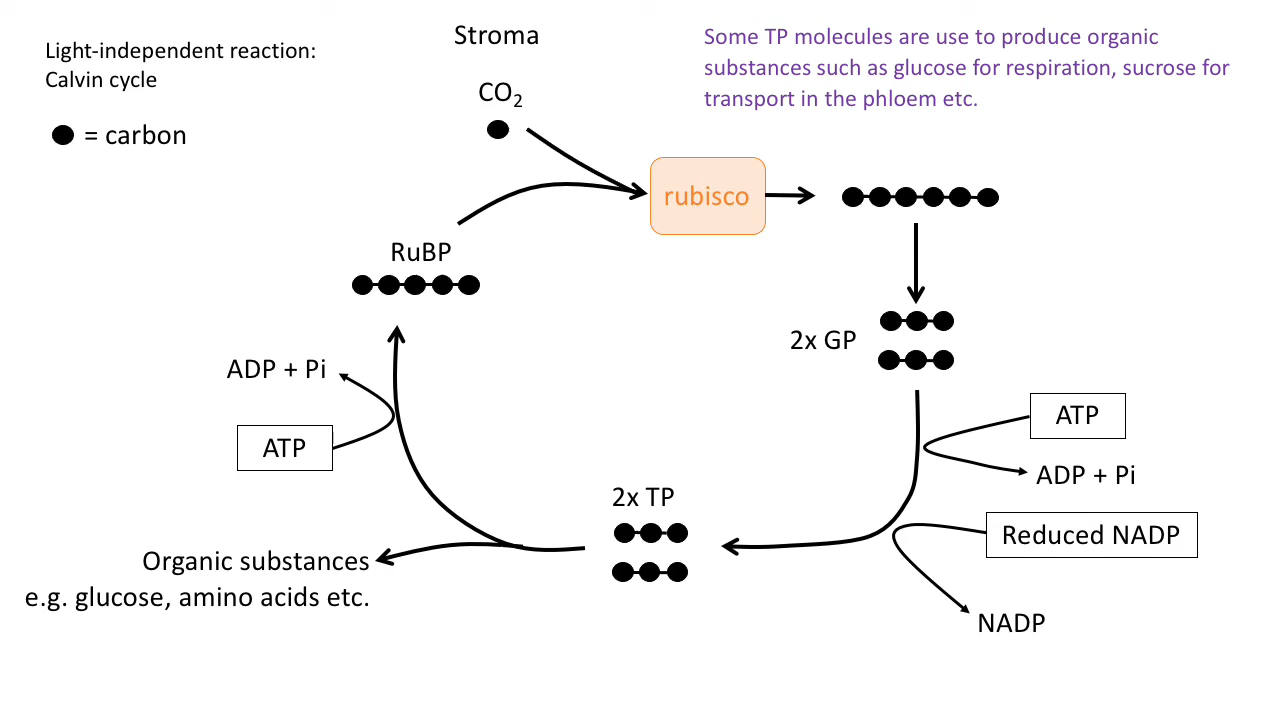 Light-independent reaction:
Calvin cycle
= carbon
Stroma
CO₂
Some TP molecules are use to produce organic
substances such as glucose for respiration, sucrose for
transport in the phloem etc.
rubisco
RuBP
2x GP
ADP + Pi
ATP
ATP
ADP + Pi
2x TP
Reduced NADP
NADP
Organic substances
e.g. glucose, amino acids etc.